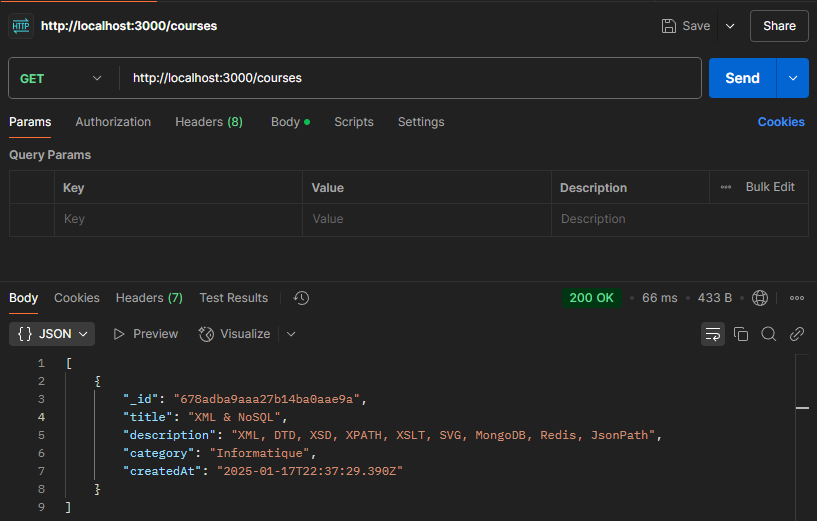 HTTP http://localhost:3000/courses Save Share
GET http://localhost:3000/courses Send
Params Authorization Headers (8) Body Scripts Settings Cookies
Query Params
Key Value Description Bulk Edit
Key Value Description
Body Cookies Headers (7) Test Results 200 OK 66 ms 433 B
{ } JSON Preview Visualize
1 [
2 {
3 "_id": "678adba9aaa27b14ba0aae9a",
4 "title": "XML & NoSQL",
5 "description": "XML, DTD, XSD, XPATH, XSLT, SVG, MongoDB, Redis, JsonPath",
6 "category": "Informatique",
7 "createdAt": "2025-01-17T22:37:29.390Z"
8 }
9 ]